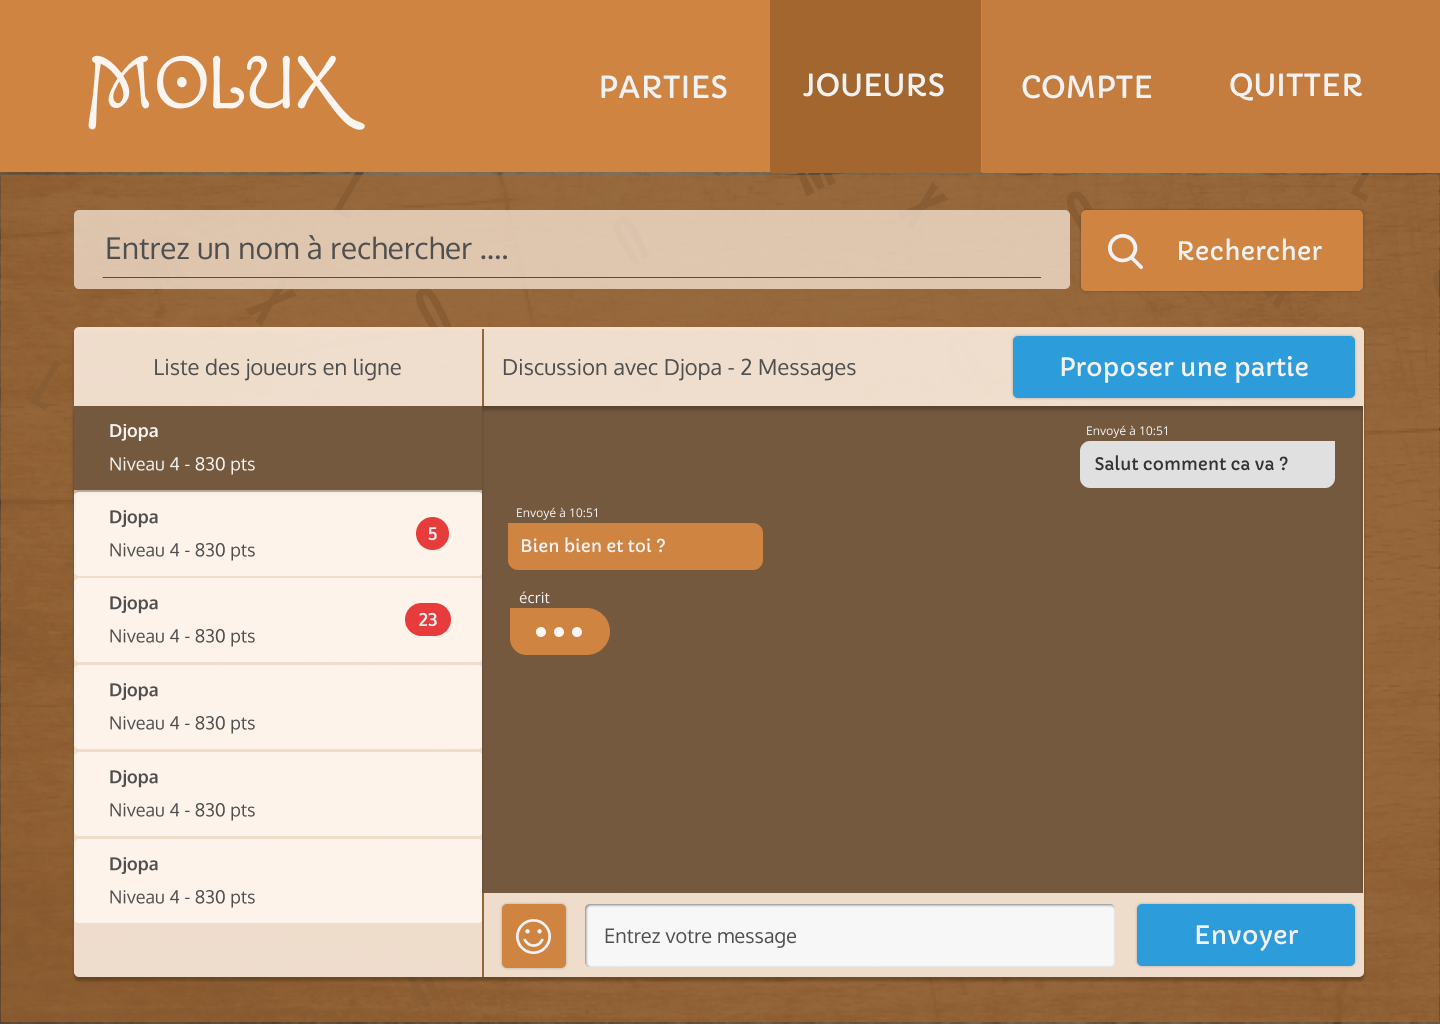 MOLUX
PARTIES
JOUEURS
COMPTE
QUITTER
Entrez un nom à rechercher ....
Rechercher
Liste des joueurs en ligne
Discussion avec Djopa - 2 Messages
Proposer une partie
Djopa
Niveau 4 - 830 pts
Djopa
Niveau 4 - 830 pts
5
Djopa
Niveau 4 - 830 pts
23
Djopa
Niveau 4 - 830 pts
Djopa
Niveau 4 - 830 pts
Djopa
Niveau 4 - 830 pts
Envoyé à 10:51
Salut comment ca va ?
Envoyé à 10:51
Bien bien et toi ?
écrit
Entrez votre message
Envoyer